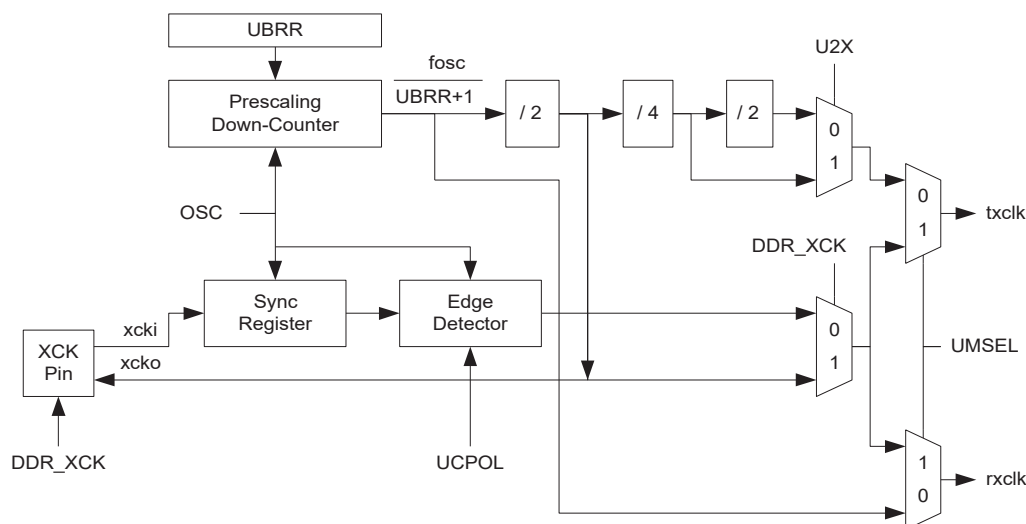 UBRR
U2X
fosc
UBRR+1
Prescaling
Down-Counter
/ 2
/ 4
/ 2
0
1
OSC
0
1
txclk
DDR_XCK
Sync
Register
Edge
Detector
xcki
XCK
Pin
xcko
0
1
UMSEL
DDR_XCK
UCPOL
1
0
rxclk